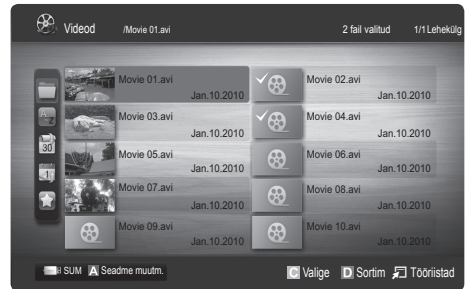 Videod /Movie 01.avi 2 fail valitud 1/1 Lehekülg
Movie 01.avi Movie 02.avi
Jan.10.2010 Jan.10.2010
Movie 03.avi Movie 04.avi
Jan.10.2010 Jan.10.2010
Movie 05.avi Movie 06.avi
Jan.10.2010 Jan.10.2010
Movie 07.avi Movie 08.avi
Jan.10.2010 Jan.10.2010
Movie 09.avi Movie 10.avi
Jan.10.2010 Jan.10.2010
SUM A Seadme muutm. C Valige D Sortim Tööriistad